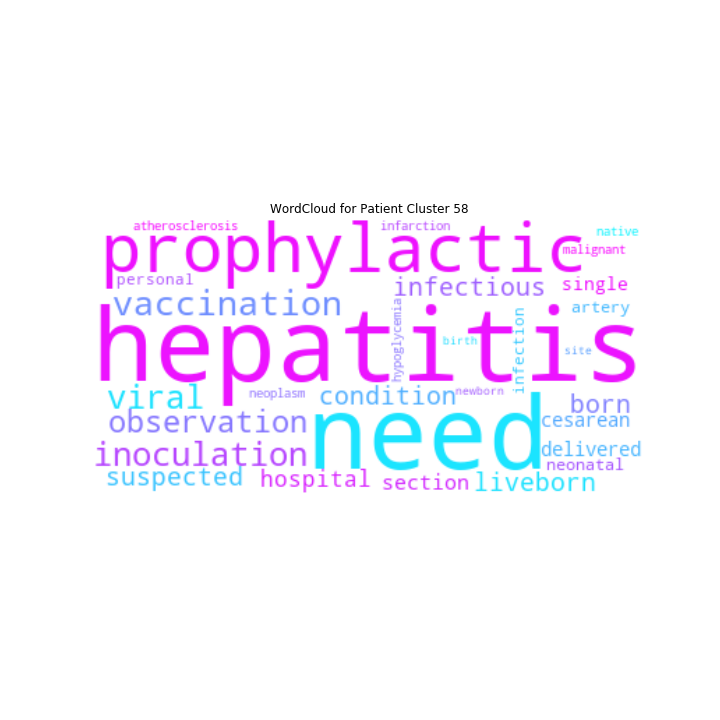 WordCloud for Patient Cluster 58
atherosclerosis
infarction
native
prophylactic
malignant
personal
infectious
single
vaccination
artery
hepatitis
hypoglycemia
infection
birth
site
viral
neoplasm
condition
newborn
born
observation
need
cesarean
inoculation
delivered
neonatal
suspected
hospital
section
liveborn